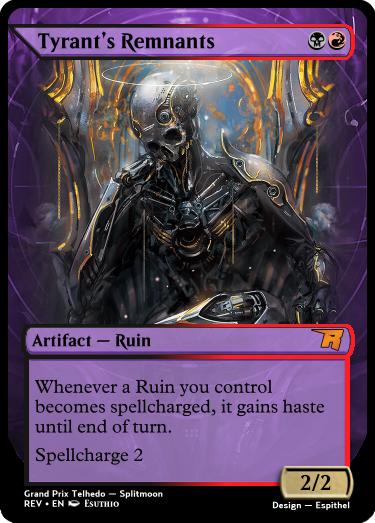 Tyrant's Remnants
Artifact — Ruin
Whenever a Ruin you control
becomes spellcharged, it gains haste
until end of turn.
Spellcharge 2
2/2
Grand Prix Telhedo — Splitmoon
REV • EN Esuthio
Design — Espithel